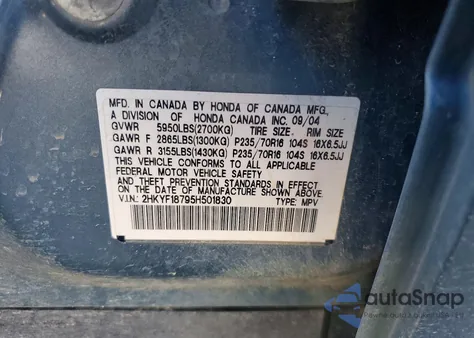 MFD. IN CANADA BY HONDA OF CANADA MFG.,
A DIVISION OF HONDA CANADA INC. 09/04
GVWR 5950LBS(2700KG) TIRE SIZE RIM SIZE
GAWR F 2865LBS(1300KG) P235/70R16 104S 16X6.5JJ
GAWR R 3155LBS(1430KG) P235/70R16 104S 16X6.5JJ
THIS VEHICLE CONFORMS TO ALL APPLICABLE
FEDERAL MOTOR VEHICLE SAFETY
AND THEFT PREVENTION STANDARDS IN EFFECT
ON THE DATE OF MANUFACTURE SHOWN ABOVE.
V.I.N.: 2HKYF18795H501830 TYPE: MPV
autoSnap